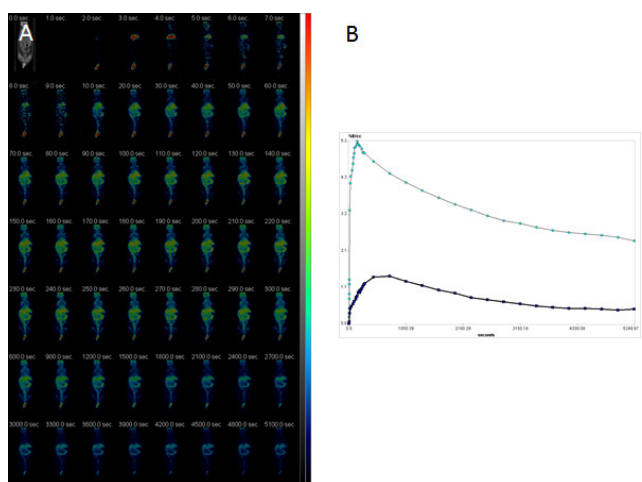 A
B
0.0 sec. 1.0 sec. 2.0 sec. 3.0 sec. 4.0 sec. 5.0 sec. 6.0 sec. 7.0 sec.
8.0 sec. 9.0 sec. 10.0 sec. 20.0 sec. 30.0 sec. 40.0 sec. 50.0 sec. 60.0 sec.
70.0 sec. 80.0 sec. 90.0 sec. 100.0 sec. 110.0 sec. 120.0 sec. 130.0 sec. 140.0 sec.
150.0 sec. 160.0 sec. 170.0 sec. 180.0 sec. 190.0 sec. 200.0 sec. 210.0 sec. 220.0 sec.
230.0 sec. 240.0 sec. 250.0 sec. 260.0 sec. 270.0 sec. 280.0 sec. 290.0 sec. 300.0 sec.
600.0 sec. 900.0 sec. 1200.0 sec. 1500.0 sec. 1800.0 sec. 2100.0 sec. 2400.0 sec. 2700.0 sec.
3000.0 sec. 3300.0 sec. 3600.0 sec. 3900.0 sec. 4200.0 sec. 4500.0 sec. 4800.0 sec. 5100.0 sec.
%ID/cc
3.2
2.1
1.1
seconds